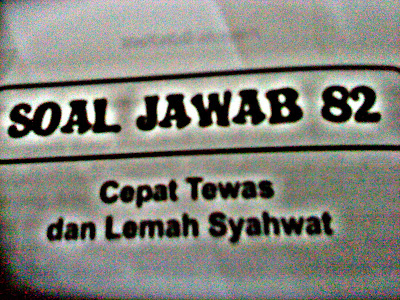 SOAL JAWAB 82
Cepat Tewas
dan Lemah Syahwat